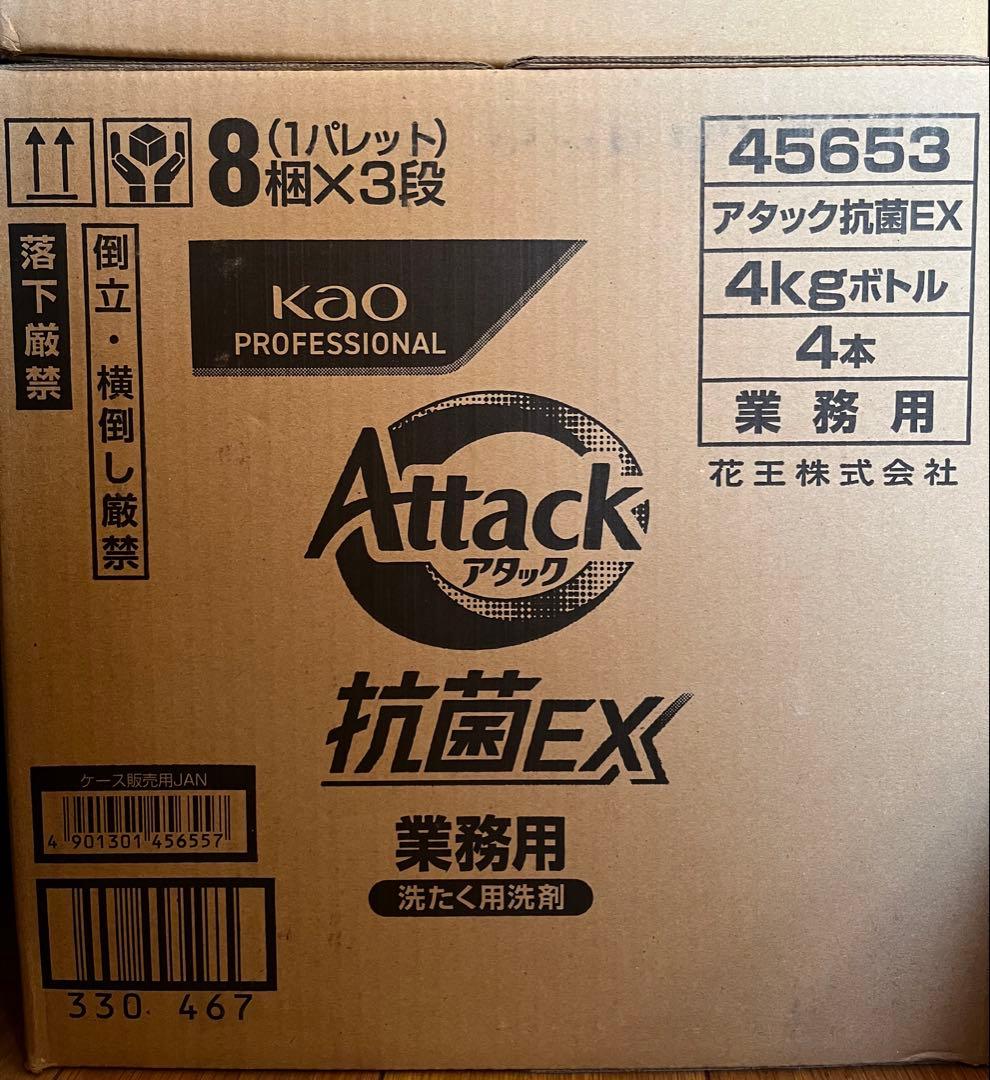 8(1パレット)
梱×3段
落下厳禁
倒立・横倒し厳禁
Kao
PROFESSIONAL
45653
アタック抗菌EX
4kgボトル
4本
業務用
花王株式会社
Attack
アタック
抗菌EX
業務用
洗たく用洗剤
ケース販売用JAN
4 901301 456557
330 467